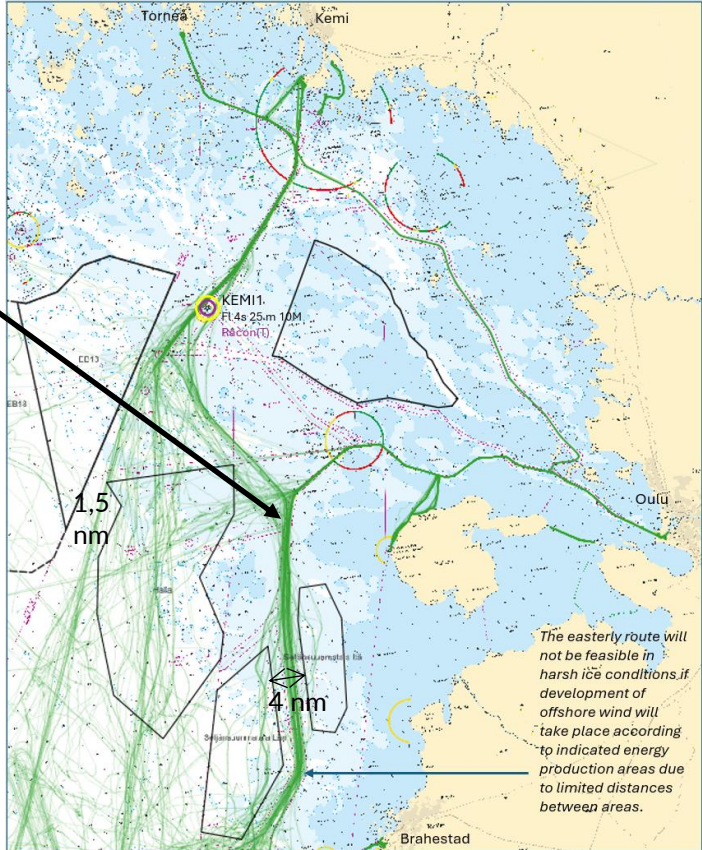 Torneå
Kemi
KEMI1
Fl.4s 25.m 10M
Racon(T)
1,5
nm
Oulu
Halla
4 nm
The easterly route will
not be feasible in
harsh ice conditions if
development of
offshore wind will
take place according
to indicated energy
production areas due
to limited distances
between areas.
Brahestad